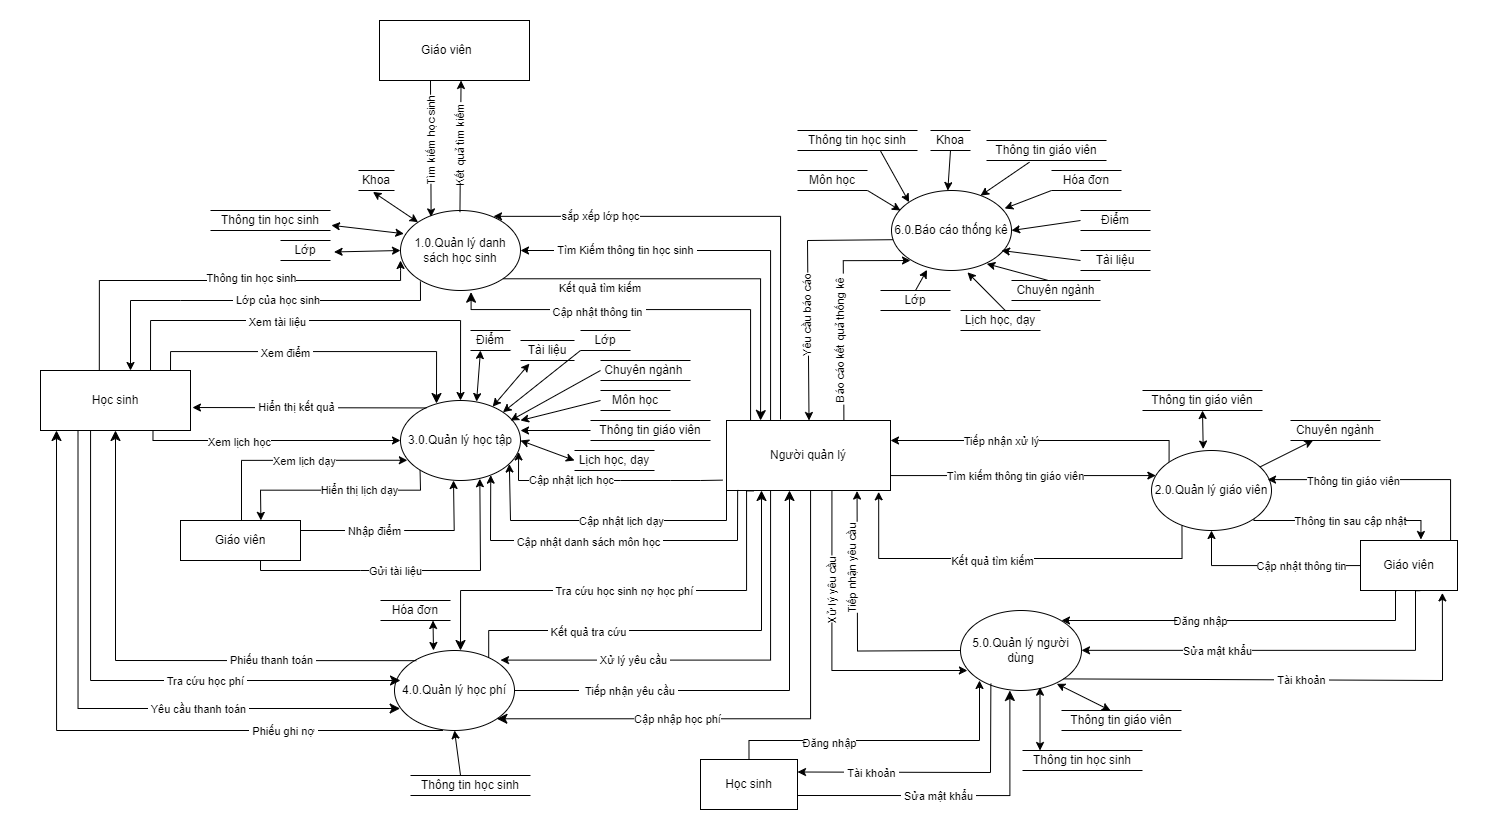 Giáo viên
Tìm kiếm học sinh
Kết quả tìm kiếm
Khoa
Thông tin học sinh
Lớp
1.0.Quản lý danh
sách học sinh
sắp xếp lớp học
Tìm Kiếm thông tin học sinh
Kết quả tìm kiếm
Cập nhật thông tin
Thông tin học sinh
Lớp của học sinh
Xem tài liệu
Xem điểm
Học sinh
Hiển thị kết quả
Xem lịch học
Xem lịch dạy
Hiển thị lịch dạy
Giáo viên
Nhập điểm
Gửi tài liệu
3.0.Quản lý học tập
Điểm
Tài liệu
Lớp
Chuyên ngành
Môn học
Thông tin giáo viên
Lịch học, dạy
Cập nhật lịch học
Cập nhật lịch dạy
Cập nhật danh sách môn học
Thông tin học sinh
Khoa
Thông tin giáo viên
Môn học
Hóa đơn
6.0.Báo cáo thống kê
Điểm
Tài liệu
Chuyên ngành
Lớp
Lịch học, dạy
Yêu cầu báo cáo
Báo cáo kết quả thống kê
Người quản lý
Tiếp nhận xử lý
Tìm kiếm thông tin giáo viên
Kết quả tìm kiếm
Thông tin giáo viên
Chuyên ngành
2.0.Quản lý giáo viên
Thông tin giáo viên
Thông tin sau cập nhật
Cập nhật thông tin
Giáo viên
Xử lý yêu cầu
Tiếp nhận yêu cầu
Tra cứu học sinh nợ học phí
Kết quả tra cứu
Xử lý yêu cầu
Tiếp nhận yêu cầu
Cập nhập học phí
Hóa đơn
4.0.Quản lý học phí
Phiếu thanh toán
Tra cứu học phí
Yêu cầu thanh toán
Phiếu ghi nợ
Thông tin học sinh
5.0.Quản lý người
dùng
Đăng nhập
Sửa mật khẩu
Tài khoản
Thông tin giáo viên
Thông tin học sinh
Đăng nhập
Học sinh
Tài khoản
Sửa mật khẩu